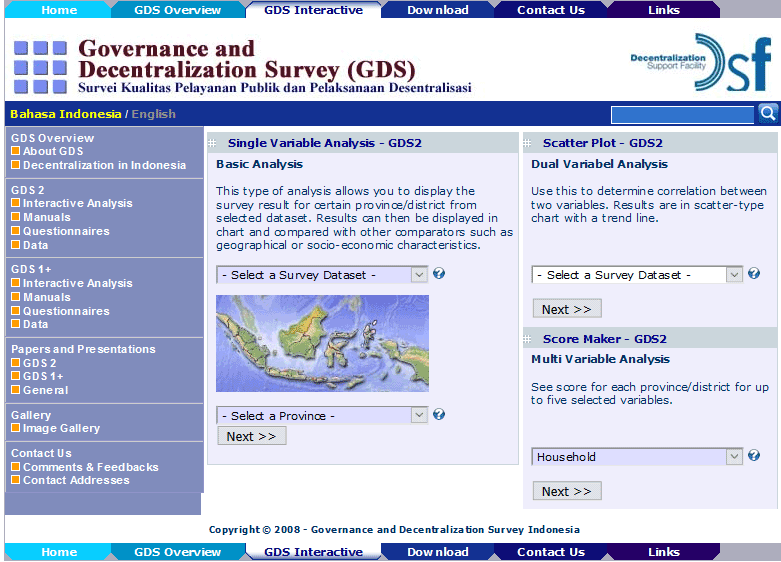 Home GDS Overview GDS Interactive Download Contact Us Links
Governance and
Decentralization Survey (GDS)
Survei Kualitas Pelayanan Publik dan Pelaksanaan Desentralisasi
Decentralization
Support Facility
Dsf
Bahasa Indonesia / English
GDS Overview
About GDS
Decentralization in Indonesia
GDS 2
Interactive Analysis
Manuals
Questionnaires
Data
GDS 1+
Interactive Analysis
Manuals
Questionnaires
Data
Papers and Presentations
GDS 2
GDS 1+
General
Gallery
Image Gallery
Contact Us
Comments & Feedbacks
Contact Addresses
Single Variable Analysis - GDS2
Basic Analysis
This type of analysis allows you to display the
survey result for certain province/district from
selected dataset. Results can then be displayed in
chart and compared with other comparators such as
geographical or socio-economic characteristics.
- Select a Survey Dataset -
?
- Select a Province -
?
Next >>
Scatter Plot - GDS2
Dual Variabel Analysis
Use this to determine correlation between
two variables. Results are in scatter-type
chart with a trend line.
- Select a Survey Dataset -
?
Next >>
Score Maker - GDS2
Multi Variable Analysis
See score for each province/district for up
to five selected variables.
Household
?
Next >>
Copyright © 2008 - Governance and Decentralization Survey Indonesia
Home GDS Overview GDS Interactive Download Contact Us Links